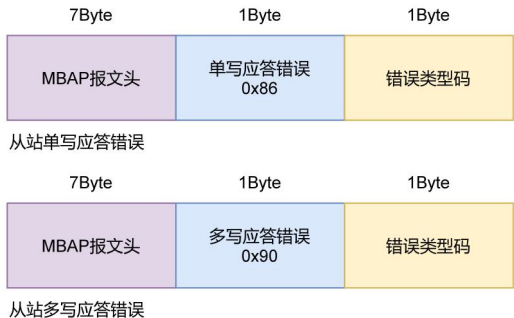 7Byte 1Byte 1Byte
MBAP报文头 单写应答错误 错误类型码
0x86
从站单写应答错误
7Byte 1Byte 1Byte
MBAP报文头 多写应答错误 错误类型码
0x90
从站多写应答错误